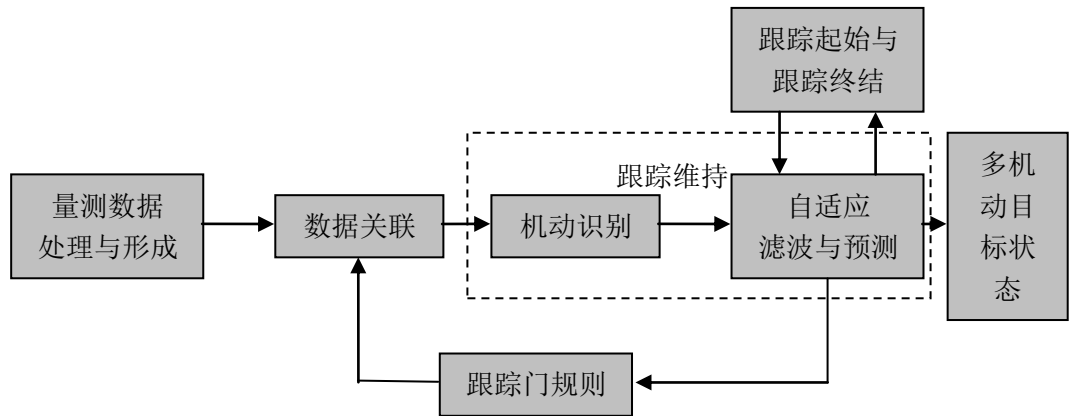 跟踪起始与
跟踪终结
跟踪维持
量测数据
处理与形成
数据关联
机动识别
自适应
滤波与预测
多机
动目
标状
态
跟踪门规则